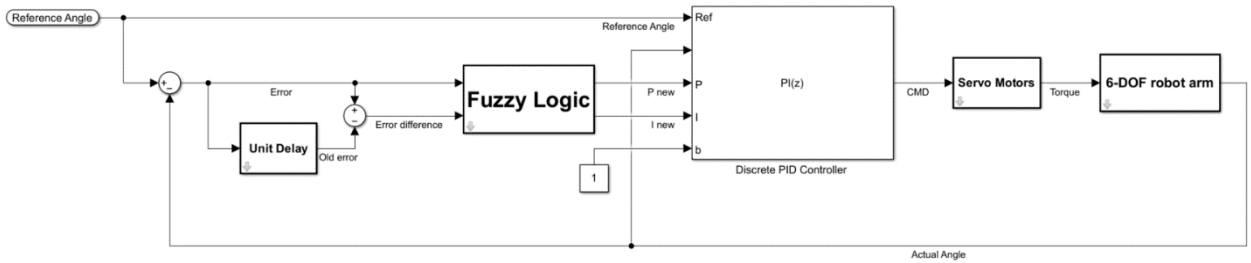 Reference Angle
Reference Angle
Ref
Error
Unit Delay
Old error
+
−
+
−
Error difference
Fuzzy Logic
P new
I new
1
P
I
b
PI(z)
Discrete PID Controller
CMD
Servo Motors
Torque
6-DOF robot arm
Actual Angle